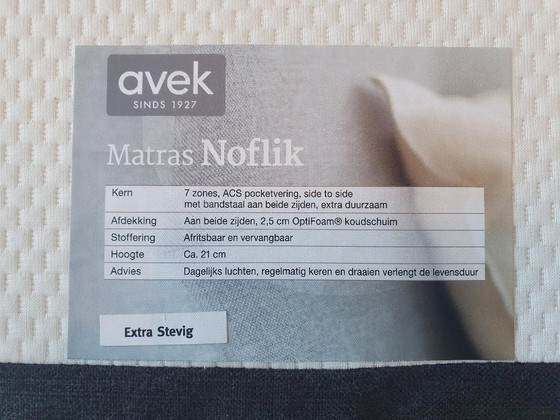 avek
SINDS 1927
Matras Noflik
Kern 7 zones, ACS pocketvering, side to side
met bandstaal aan beide zijden, extra duurzaam
Afdekking Aan beide zijden, 2,5 cm OptiFoam® koudschuim
Stoffering Afritsbaar en vervangbaar
Hoogte Ca. 21 cm
Advies Dagelijks luchten, regelmatig keren en draaien verlengt de levensduur
Extra Stevig